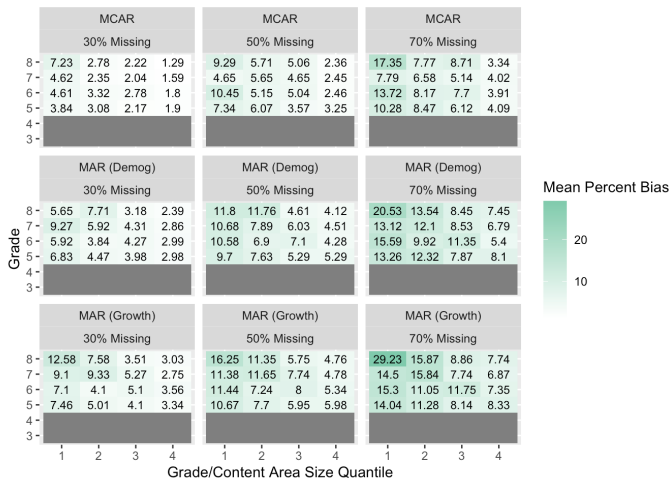 MCAR MCAR MCAR
30% Missing 50% Missing 70% Missing
8 7.23 2.78 2.22 1.29 9.29 5.71 5.06 2.36 17.35 7.77 8.71 3.34
7 4.62 2.35 2.04 1.59 4.65 5.65 4.65 2.45 7.79 6.58 5.14 4.02
6 4.61 3.32 2.78 1.8 10.45 5.15 5.04 2.46 13.72 8.17 7.7 3.91
5 3.84 3.08 2.17 1.9 7.34 6.07 3.57 3.25 10.28 8.47 6.12 4.09
4
3
MAR (Demog) MAR (Demog) MAR (Demog)
30% Missing 50% Missing 70% Missing
8 5.65 7.71 3.18 2.39 11.8 11.76 4.61 4.12 20.53 13.54 8.45 7.45
7 9.27 5.92 4.31 2.86 10.68 7.89 6.03 4.51 13.12 12.1 8.53 6.79
6 5.92 3.84 4.27 2.99 10.58 6.9 7.1 4.28 15.59 9.92 11.35 5.4
5 6.83 4.47 3.98 2.98 9.7 7.63 5.29 5.29 13.26 12.32 7.87 8.1
4
3
MAR (Growth) MAR (Growth) MAR (Growth)
30% Missing 50% Missing 70% Missing
8 12.58 7.58 3.51 3.03 16.25 11.35 5.75 4.76 29.23 15.87 8.86 7.74
7 9.1 9.33 5.27 2.75 11.38 11.65 7.74 4.78 14.5 15.84 7.74 6.87
6 7.1 4.1 5.1 3.56 11.44 7.24 8 5.34 15.3 11.05 11.75 7.35
5 7.46 5.01 4.1 3.34 10.67 7.7 5.95 5.98 14.04 11.28 8.14 8.33
4
3
1 2 3 4 1 2 3 4 1 2 3 4
Grade/Content Area Size Quantile
Grade
Mean Percent Bias
20
10